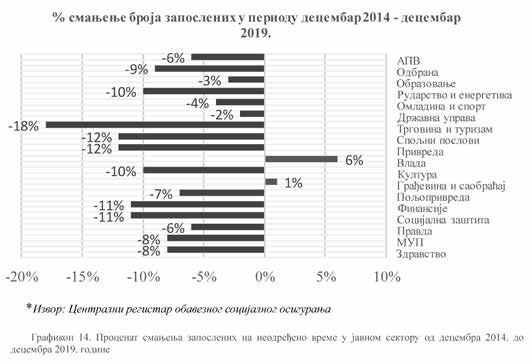 % смањење броја запослених у периоду децембар 2014 - децембар
2019.
-6% АПВ
-9% Одбрана
-3% Образовање
-10% Рударство и енергетика
-4% Омладина и спорт
-2% Државна управа
-18% Трговина и туризам
-12% Спољни послови
-12% Привреда
6% Влада
-10% Култура
1% Грађевина и саобраћај
-7% Пољопривреда
-11% Финансије
-11% Социјална заштита
-6% Правда
-8% МУП
-8% Здравство
-20% -15% -10% -5% 0% 5% 10%
*Извор: Централни регистар обавезног социјалног осигурања
Графикон 14. Проценат смањења запослених на неодређено време у јавном сектору од децембра 2014. до
децембра 2019. године